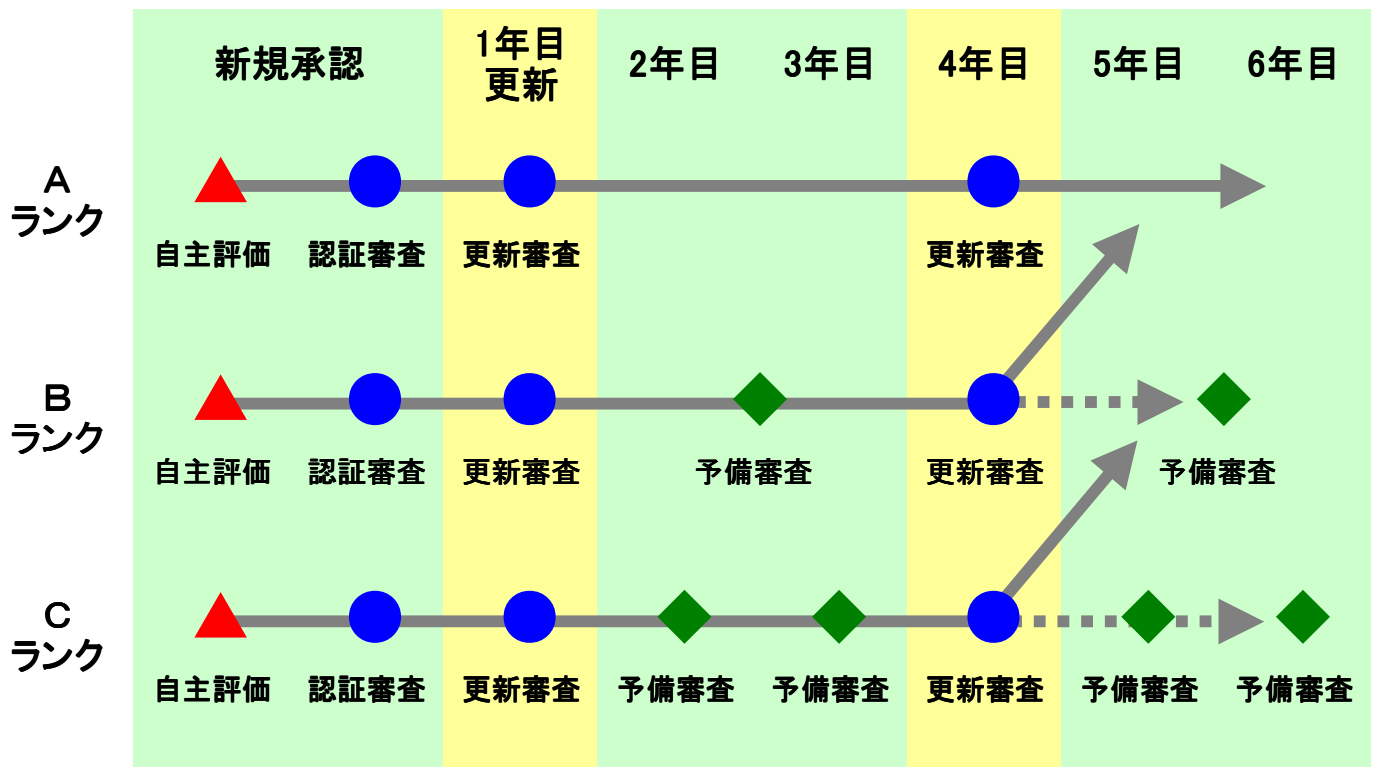 新規承認
1年目
更新
2年目
3年目
4年目
5年目
6年目
A
ランク
自主評価
認証審査
更新審査
更新審査
B
ランク
自主評価
認証審査
更新審査
予備審査
更新審査
予備審査
C
ランク
自主評価
認証審査
更新審査
予備審査
予備審査
更新審査
予備審査
予備審査